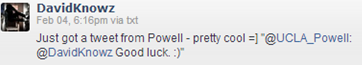 DavidKnowz
Feb 04, 6:16pm via txt
Just got a tweet from Powell - pretty cool =] "@UCLA_Powell:
@DavidKnowz Good luck. :)"